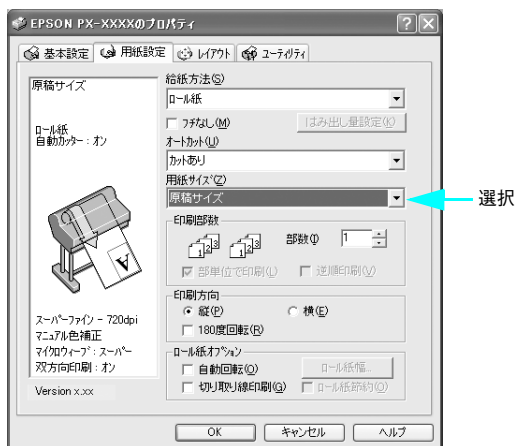 EPSON PX-XXXXのプロパティ
基本設定
用紙設定
レイアウト
ユーティリティ
原稿サイズ
ロール紙
自動カッター:オン
スーパーファイン - 720dpi
マニュアル色補正
マイクロウィーブ:スーパー
双方向印刷:オン
Version x.xx
給紙方法(S)
ロール紙
フチなし(M)
はみ出し量設定(K)
オートカット(U)
カットあり
用紙サイズ(Z)
原稿サイズ
選択
印刷部数
部数(I)
1
部単位で印刷(L)
逆順印刷(V)
印刷方向
縦(P)
横(E)
180度回転(R)
ロール紙オプション
自動回転(O)
ロール紙幅...
切り取り線印刷(G)
ロール紙節約(O)
OK
キャンセル
ヘルプ